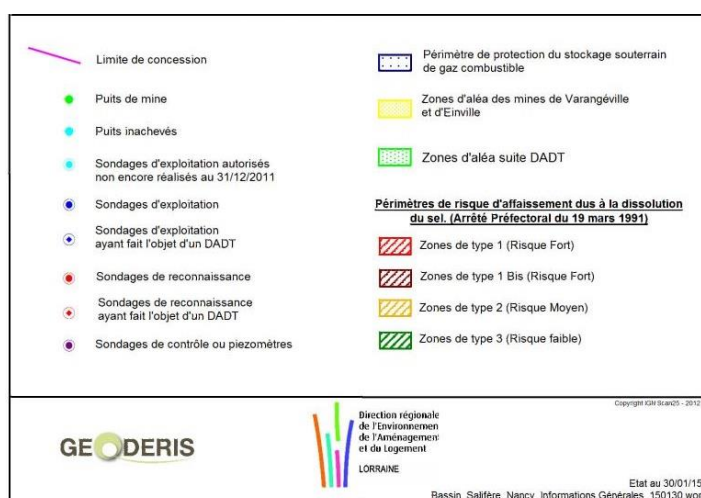 Limite de concession
Puits de mine
Puits inachevés
Sondages d'exploitation autorisés
non encore réalisés au 31/12/2011
Sondages d'exploitation
Sondages d'exploitation
ayant fait l'objet d'un DADT
Sondages de reconnaissance
Sondages de reconnaissance
ayant fait l'objet d'un DADT
Sondages de contrôle ou piezomètres
Périmètre de protection du stockage souterrain
de gaz combustible
Zones d'aléa des mines de Varangéville
et d'Einville
Zones d'aléa suite DADT
Périmètres de risque d'affaissement dus à la dissolution
du sel. (Arrêté Préfectoral du 19 mars 1991)
Zones de type 1 (Risque Fort)
Zones de type 1 Bis (Risque Fort)
Zones de type 2 (Risque Moyen)
Zones de type 3 (Risque faible)
GEODERIS
Direction régionale
de l'Environnemen
de l'Aménagemen
et du Logement
LORRAINE
Copyright IGN Scan25 - 2012
Etat au 30/01/15
Bassin_Salifère_Nancy_Informations Générales_150130.wor